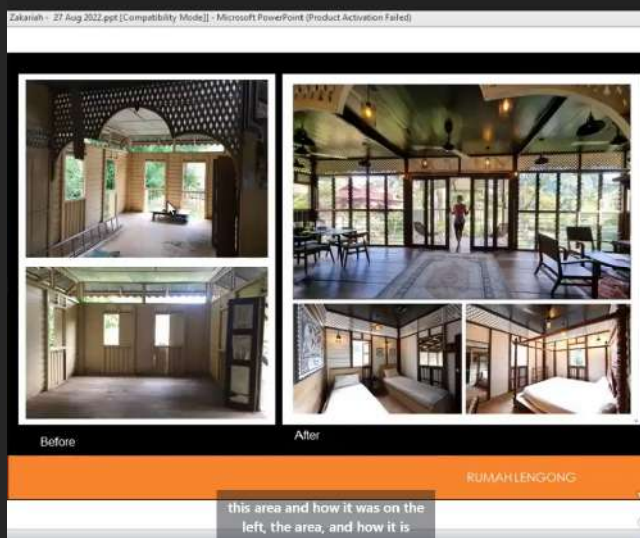 Zakariah - 27 Aug 2022.ppt [Compatibility Mode]] - Microsoft PowerPoint (Product Activation Failed)
Before
After
RUMAH LENGONG
this area and how it was on the
left, the area, and how it is